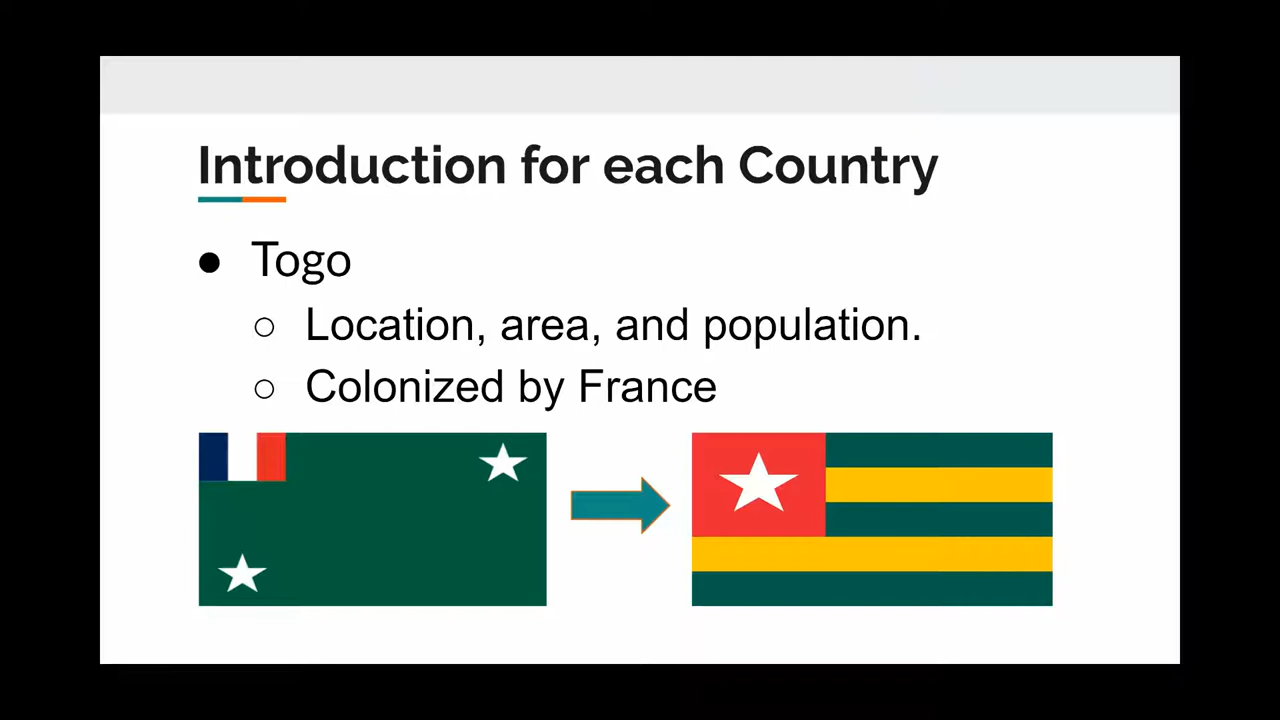 Introduction for each Country
● Togo
○ Location, area, and population.
○ Colonized by France